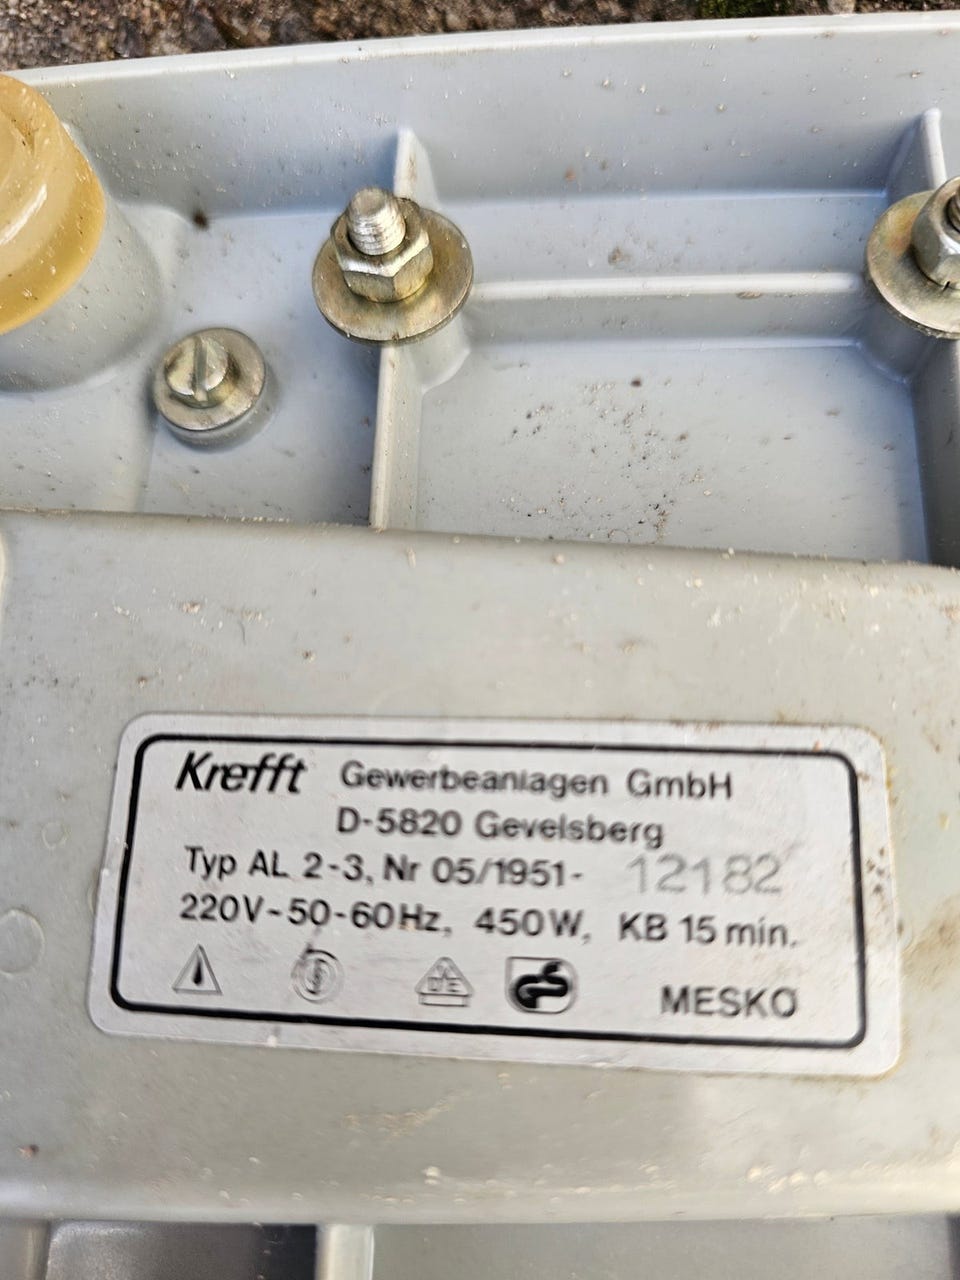 Krefft Gewerbeanlagen GmbH
D-5820 Gevelsberg
Typ AL 2-3, Nr 05/1951- 12182
220V~50-60Hz, 450W, KB 15 min.
MESKO